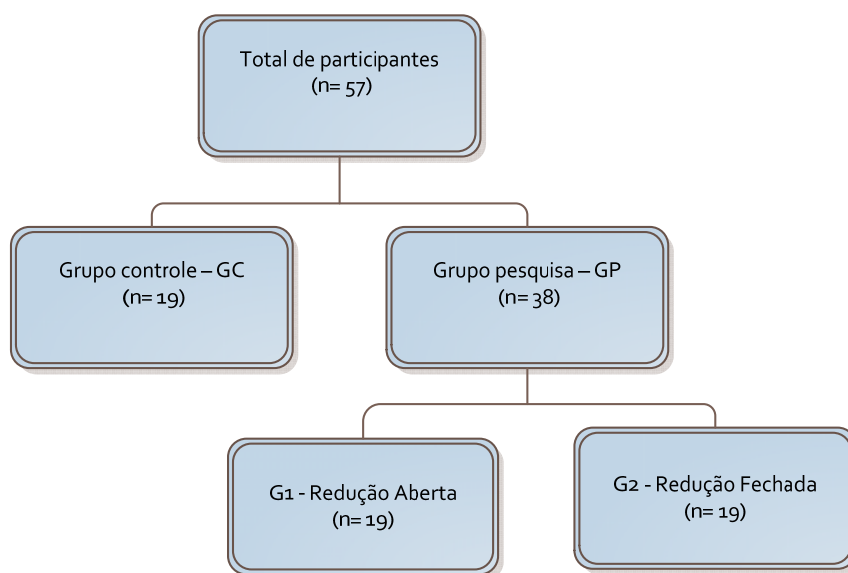 Total de participantes
(n= 57)
Grupo controle – GC
(n= 19)
Grupo pesquisa – GP
(n= 38)
G1 - Redução Aberta
(n= 19)
G2 - Redução Fechada
(n= 19)